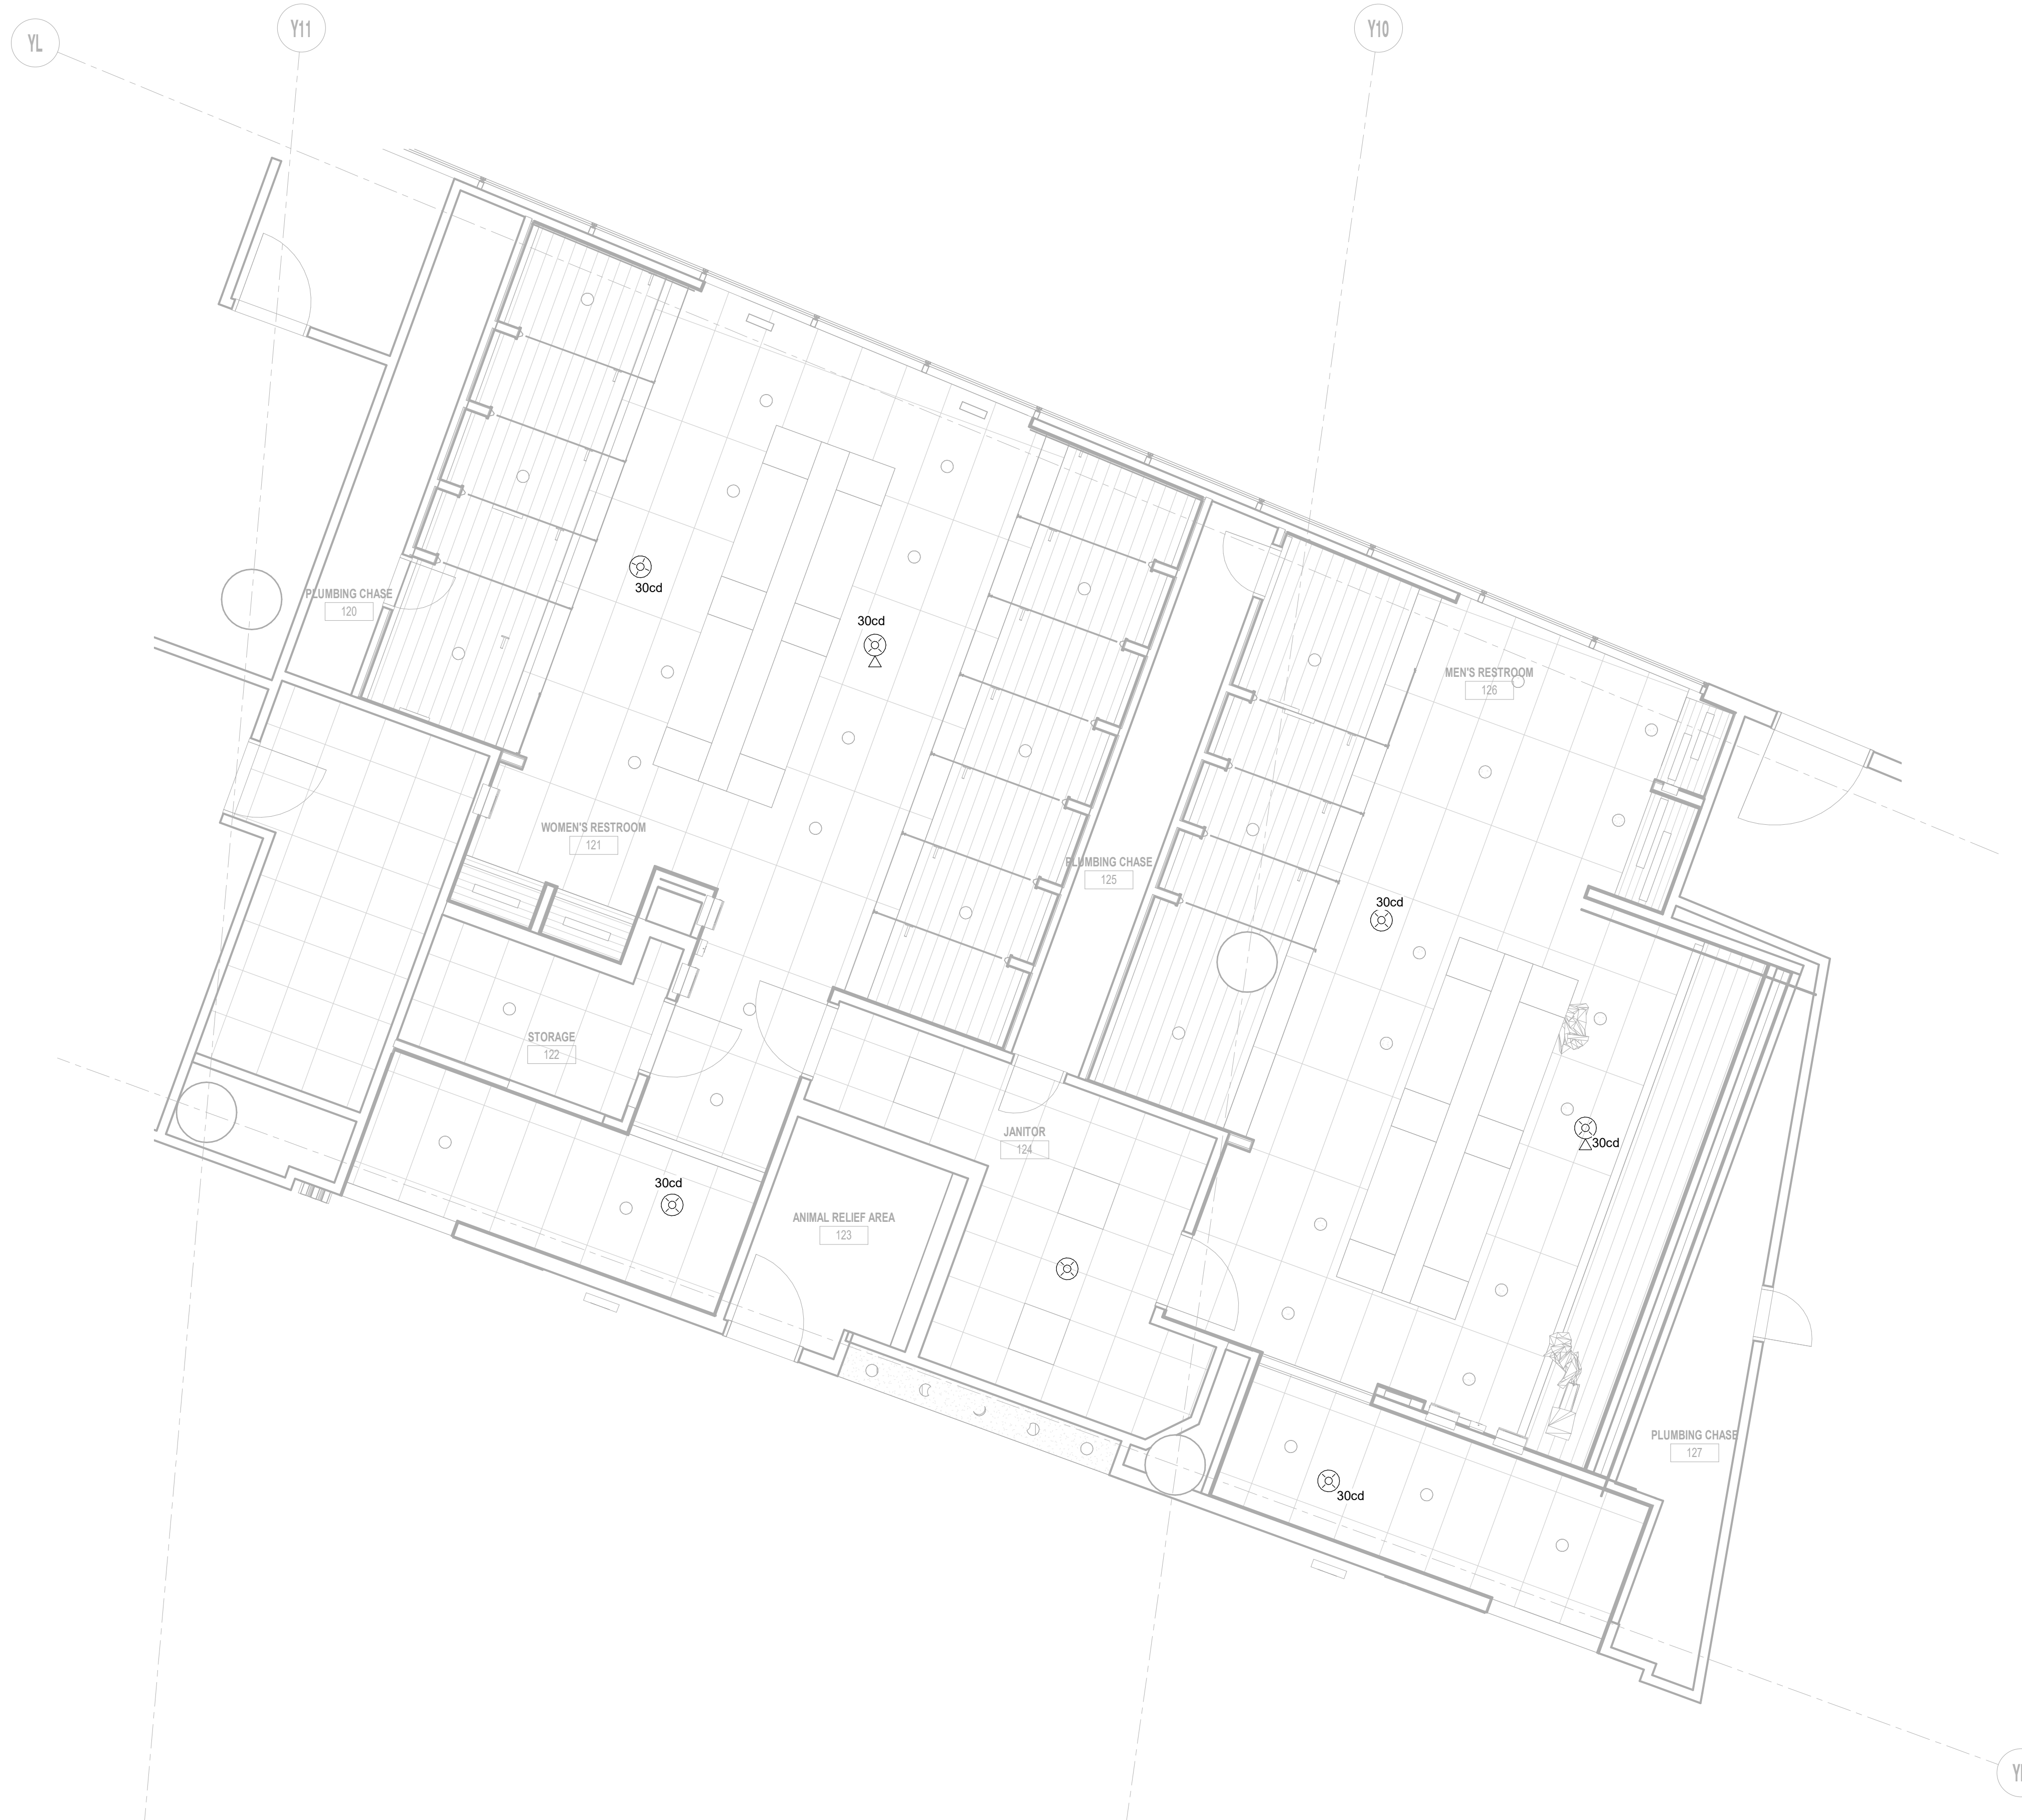 YL
Y11
Y10
PLUMBING CHASE
120
30cd
30cd
MEN'S RESTROOM
126
WOMEN'S RESTROOM
121
PLUMBING CHASE
125
30cd
STORAGE
122
JANITOR
124
30cd
30cd
ANIMAL RELIEF AREA
123
PLUMBING CHASE
127
30cd